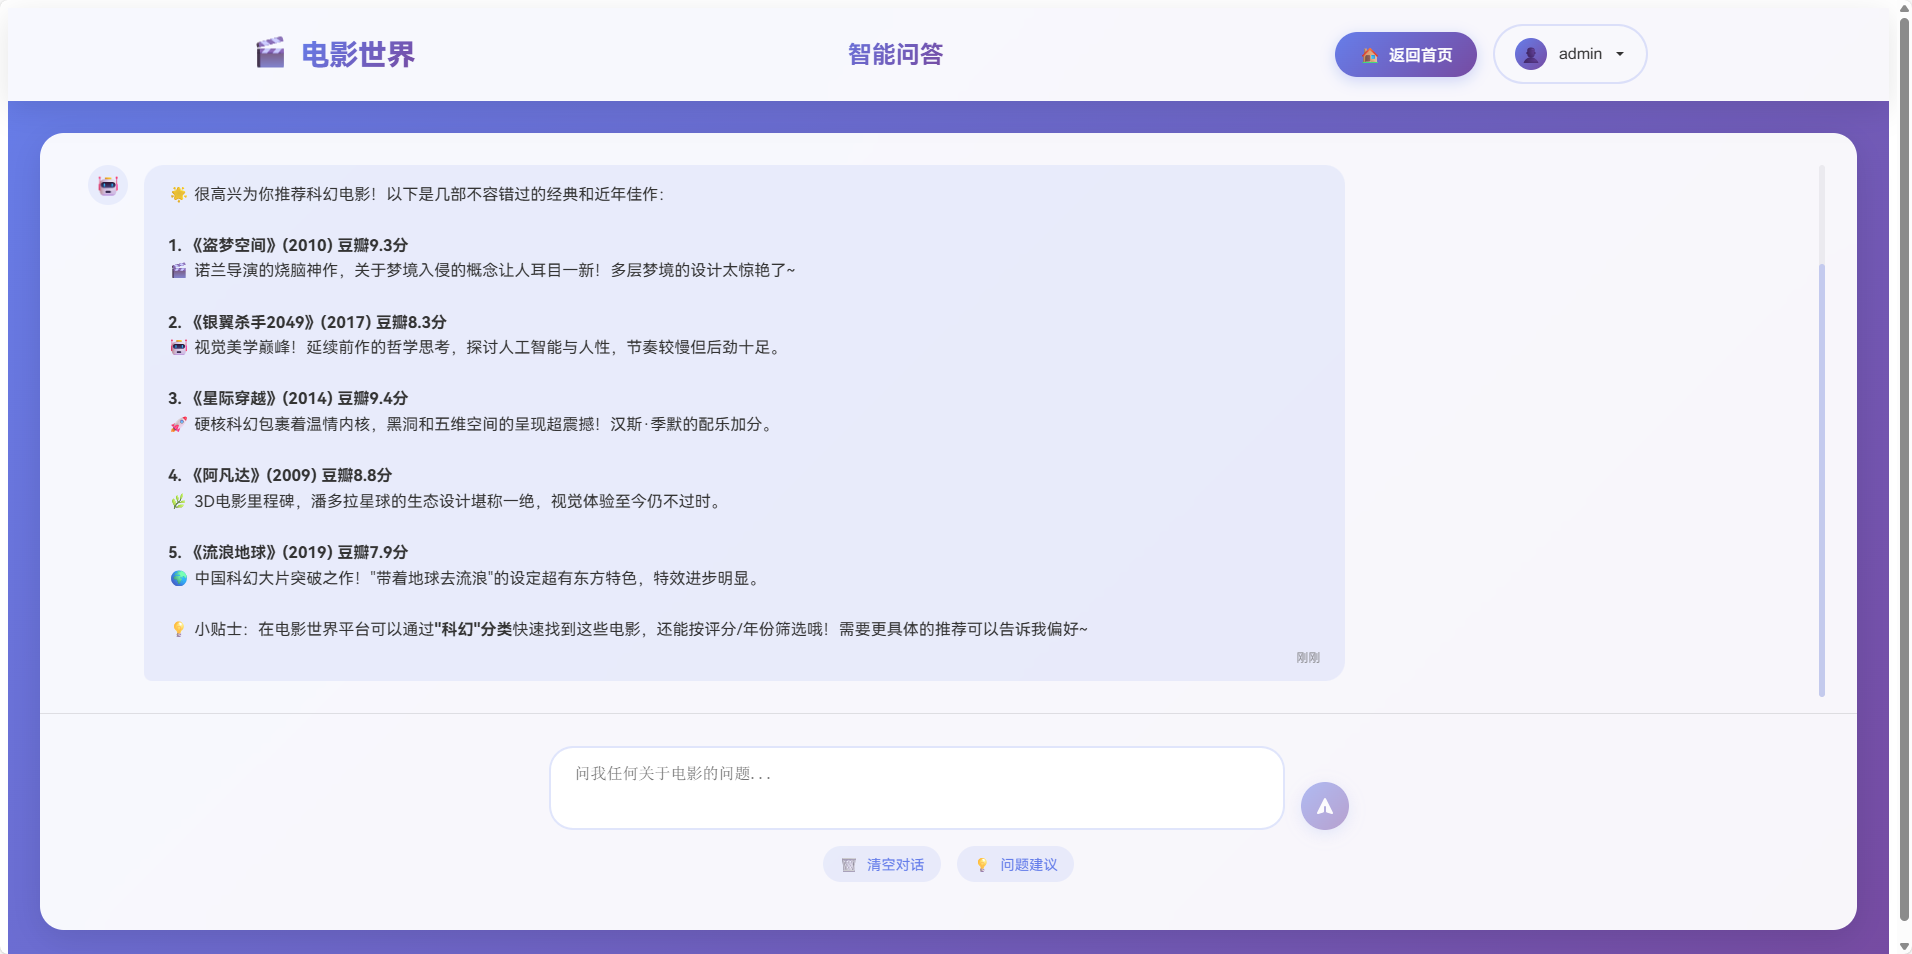 电影世界
智能问答
返回首页
admin
🌟 很高兴为你推荐科幻电影！以下是几部不容错过的经典和近年佳作：
1. 《盗梦空间》(2010) 豆瓣9.3分
🎬 诺兰导演的烧脑神作，关于梦境入侵的概念让人耳目一新！多层梦境的设计太惊艳了~
2. 《银翼杀手2049》(2017) 豆瓣8.3分
🤖 视觉美学巅峰！延续前作的哲学思考，探讨人工智能与人性，节奏较慢但后劲十足。
3. 《星际穿越》(2014) 豆瓣9.4分
🚀 硬核科幻包裹着温情内核，黑洞和五维空间的呈现超震撼！汉斯·季默的配乐加分。
4. 《阿凡达》(2009) 豆瓣8.8分
🌿 3D电影里程碑，潘多拉星球的生态设计堪称一绝，视觉体验至今仍不过时。
5. 《流浪地球》(2019) 豆瓣7.9分
🌏 中国科幻大片突破之作！"带着地球去流浪"的设定超有东方特色，特效进步明显。
💡 小贴士：在电影世界平台可以通过"科幻"分类快速找到这些电影，还能按评分/年份筛选哦！需要更具体的推荐可以告诉我偏好~
刚刚
问我任何关于电影的问题...
清空对话
问题建议